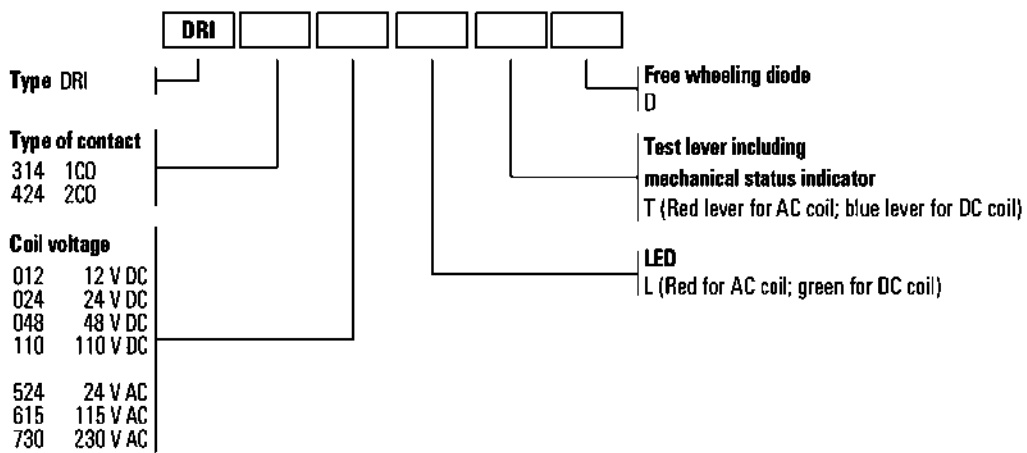 DRI
Type DRI
Type of contact
314 1CO
424 2CO
Coil voltage
012 12 V DC
024 24 V DC
048 48 V DC
110 110 V DC
524 24 V AC
615 115 V AC
730 230 V AC
Free wheeling diode
D
Test lever including
mechanical status indicator
T (Red lever for AC coil; blue lever for DC coil)
LED
L (Red for AC coil; green for DC coil)